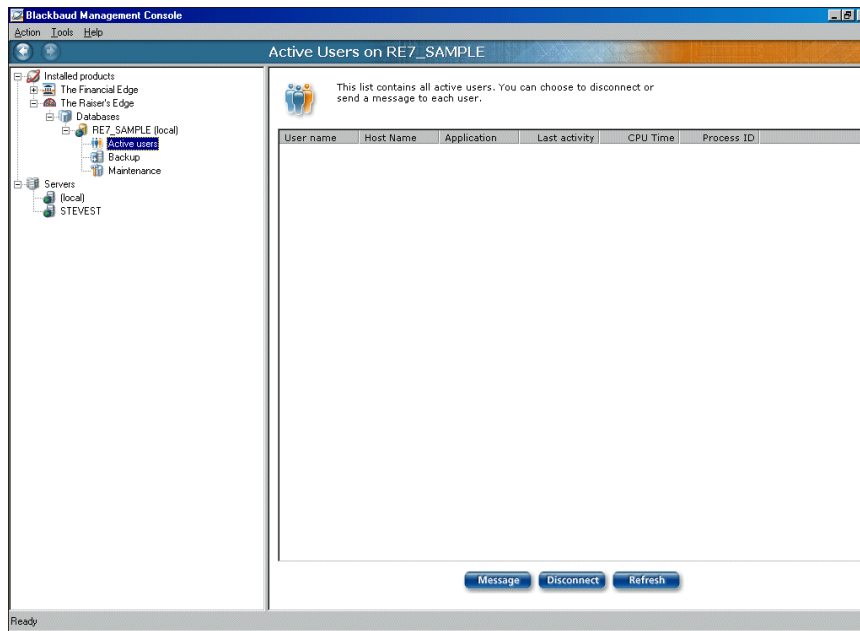 Blackbaud Management Console
Action Tools Help
Active Users on RE7_SAMPLE
Installed products
The Financial Edge
The Raiser's Edge
Databases
RE7_SAMPLE (local)
Active users
Backup
Maintenance
Servers
(local)
STEVEST
This list contains all active users. You can choose to disconnect or
send a message to each user.
User name Host Name Application Last activity CPU Time Process ID
Message Disconnect Refresh
Ready